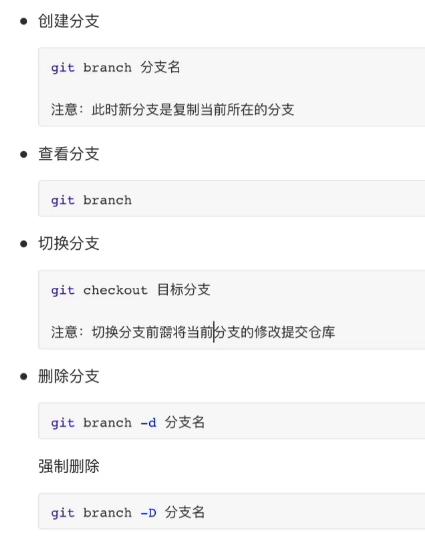 创建分支
git branch 分支名
注意：此时新分支是复制当前所在的分支
查看分支
git branch
切换分支
git checkout 目标分支
注意：切换分支前需将当前分支的修改提交仓库
删除分支
git branch -d 分支名
强制删除
git branch -D 分支名